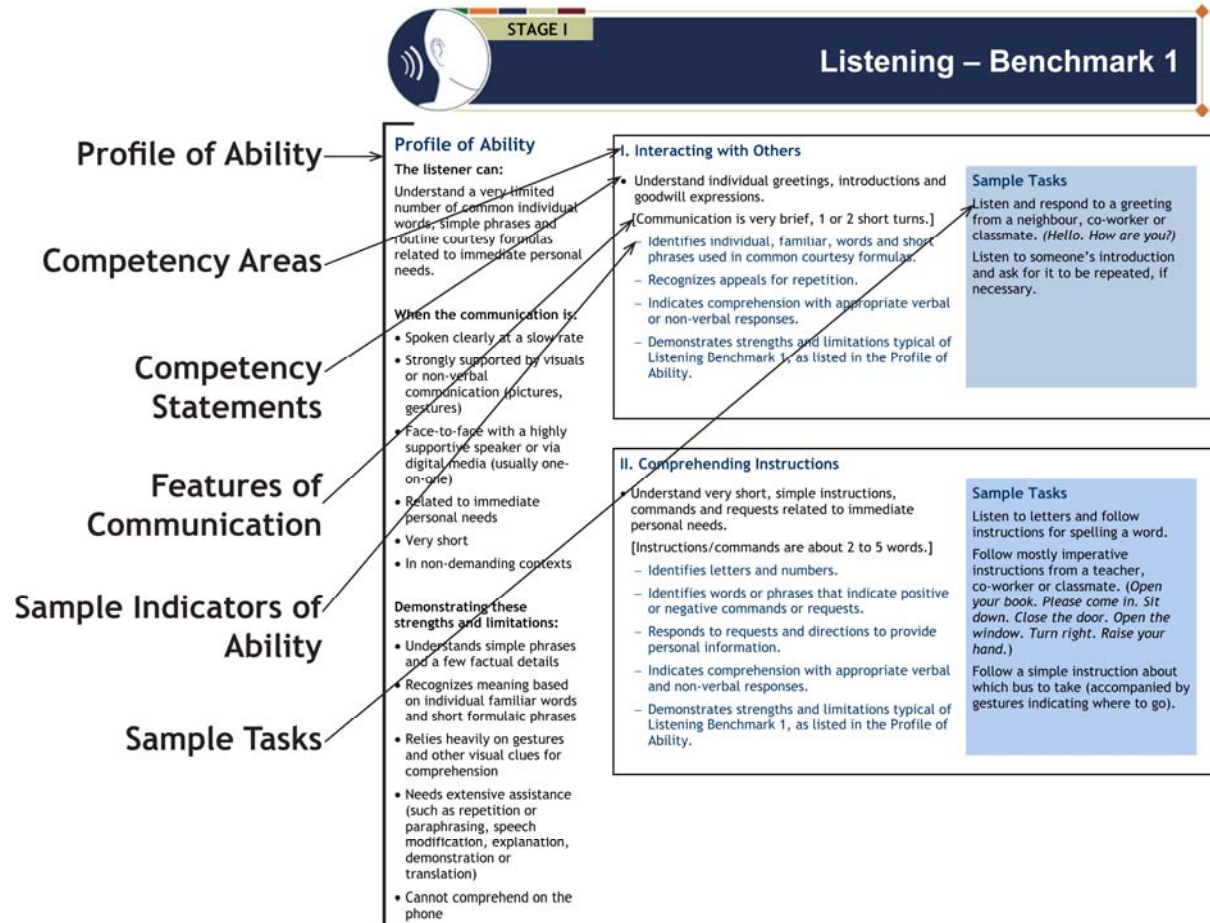 STAGE I
Listening – Benchmark 1
Profile of Ability
Competency Areas
Competency
Statements
Features of
Communication
Sample Indicators of
Ability
Sample Tasks
Profile of Ability
The listener can:
Understand a very limited
number of common individual
words, simple phrases and
routine courtesy formulas
related to immediate personal
needs.
When the communication is:
• Spoken clearly at a slow rate
• Strongly supported by visuals
or non-verbal
communication (pictures,
gestures)
• Face-to-face with a highly
supportive speaker or via
digital media (usually one-
on-one)
• Related to immediate
personal needs
• Very short
• In non-demanding contexts
Demonstrating these
strengths and limitations:
• Understands simple phrases
and a few factual details
• Recognizes meaning based
on individual familiar words
and short formulaic phrases
• Relies heavily on gestures
and other visual clues for
comprehension
• Needs extensive assistance
(such as repetition or
paraphrasing, speech
modification, explanation,
demonstration or
translation)
• Cannot comprehend on the
phone
I. Interacting with Others
• Understand individual greetings, introductions and
goodwill expressions.
[Communication is very brief, 1 or 2 short turns.]
– Identifies individual, familiar, words and short
phrases used in common courtesy formulas.
– Recognizes appeals for repetition.
– Indicates comprehension with appropriate verbal
or non-verbal responses.
– Demonstrates strengths and limitations typical of
Listening Benchmark 1, as listed in the Profile of
Ability.
Sample Tasks
Listen and respond to a greeting
from a neighbour, co-worker or
classmate. (Hello. How are you?)
Listen to someone's introduction
and ask for it to be repeated, if
necessary.
II. Comprehending Instructions
• Understand very short, simple instructions,
commands and requests related to immediate
personal needs.
[Instructions/commands are about 2 to 5 words.]
– Identifies letters and numbers.
– Identifies words or phrases that indicate positive
or negative commands or requests.
– Responds to requests and directions to provide
personal information.
– Indicates comprehension with appropriate verbal
and non-verbal responses.
– Demonstrates strengths and limitations typical of
Listening Benchmark 1, as listed in the Profile of
Ability.
Sample Tasks
Listen to letters and follow
instructions for spelling a word.
Follow mostly imperative
instructions from a teacher,
co-worker or classmate. (Open
your book. Please come in. Sit
down. Close the door. Open the
window. Turn right. Raise your
hand.)
Follow a simple instruction about
which bus to take (accompanied by
gestures indicating where to go).